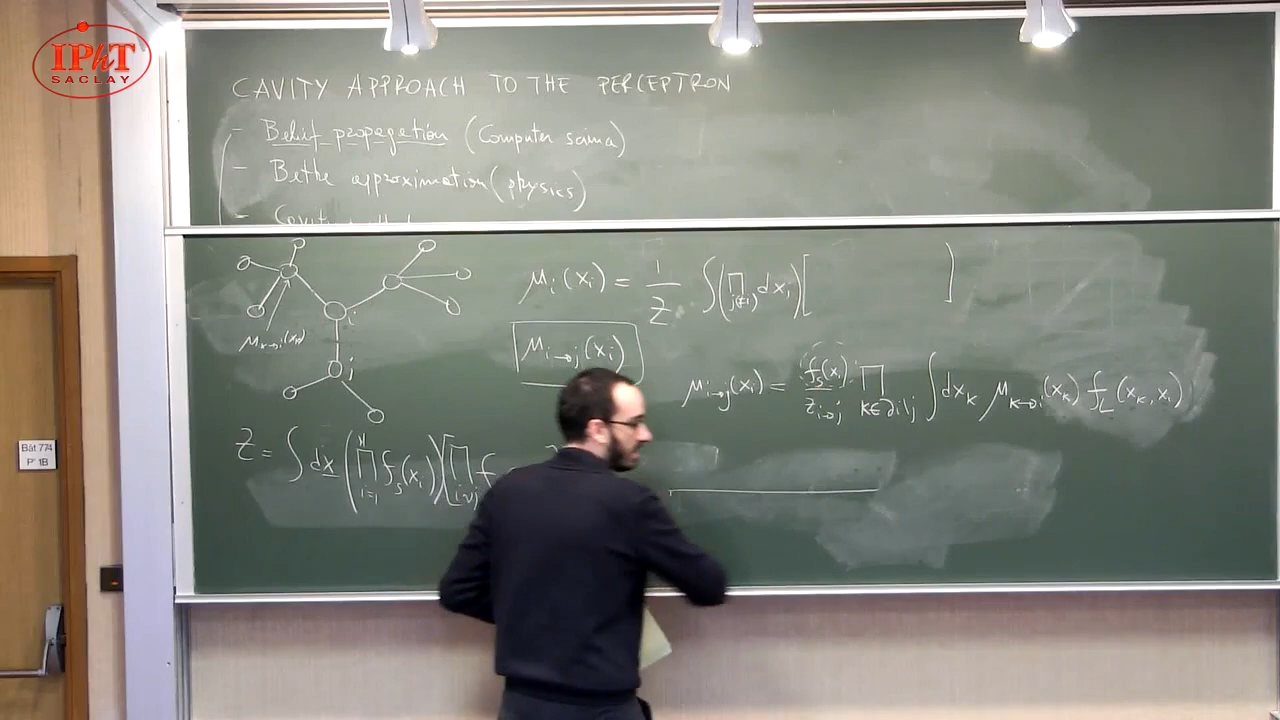 IPhT
SACLAY
CAVITY APPROACH TO THE PERCEPTRON
- Belief propagation (Computer
- Bethe approximation (physics)
- Cavity
i
j
μ_{k→i}(x_k)
μ_i(x_i) = 1/Z ∫(∏_{j(≠i)} dx_j)[ ]
μ_{i→j}(x_i)
μ_{i→j}(x_i) = f_s(x_i)/z_{i→j} ∏_{k∈∂i\j} ∫dx_k μ_{k→i}(x_k) f_L(x_k, x_i)
Z = ∫ dx (∏_{i=1}^N f_s(x_i)) [∏_{i~j} f
Bât 774
P 1B